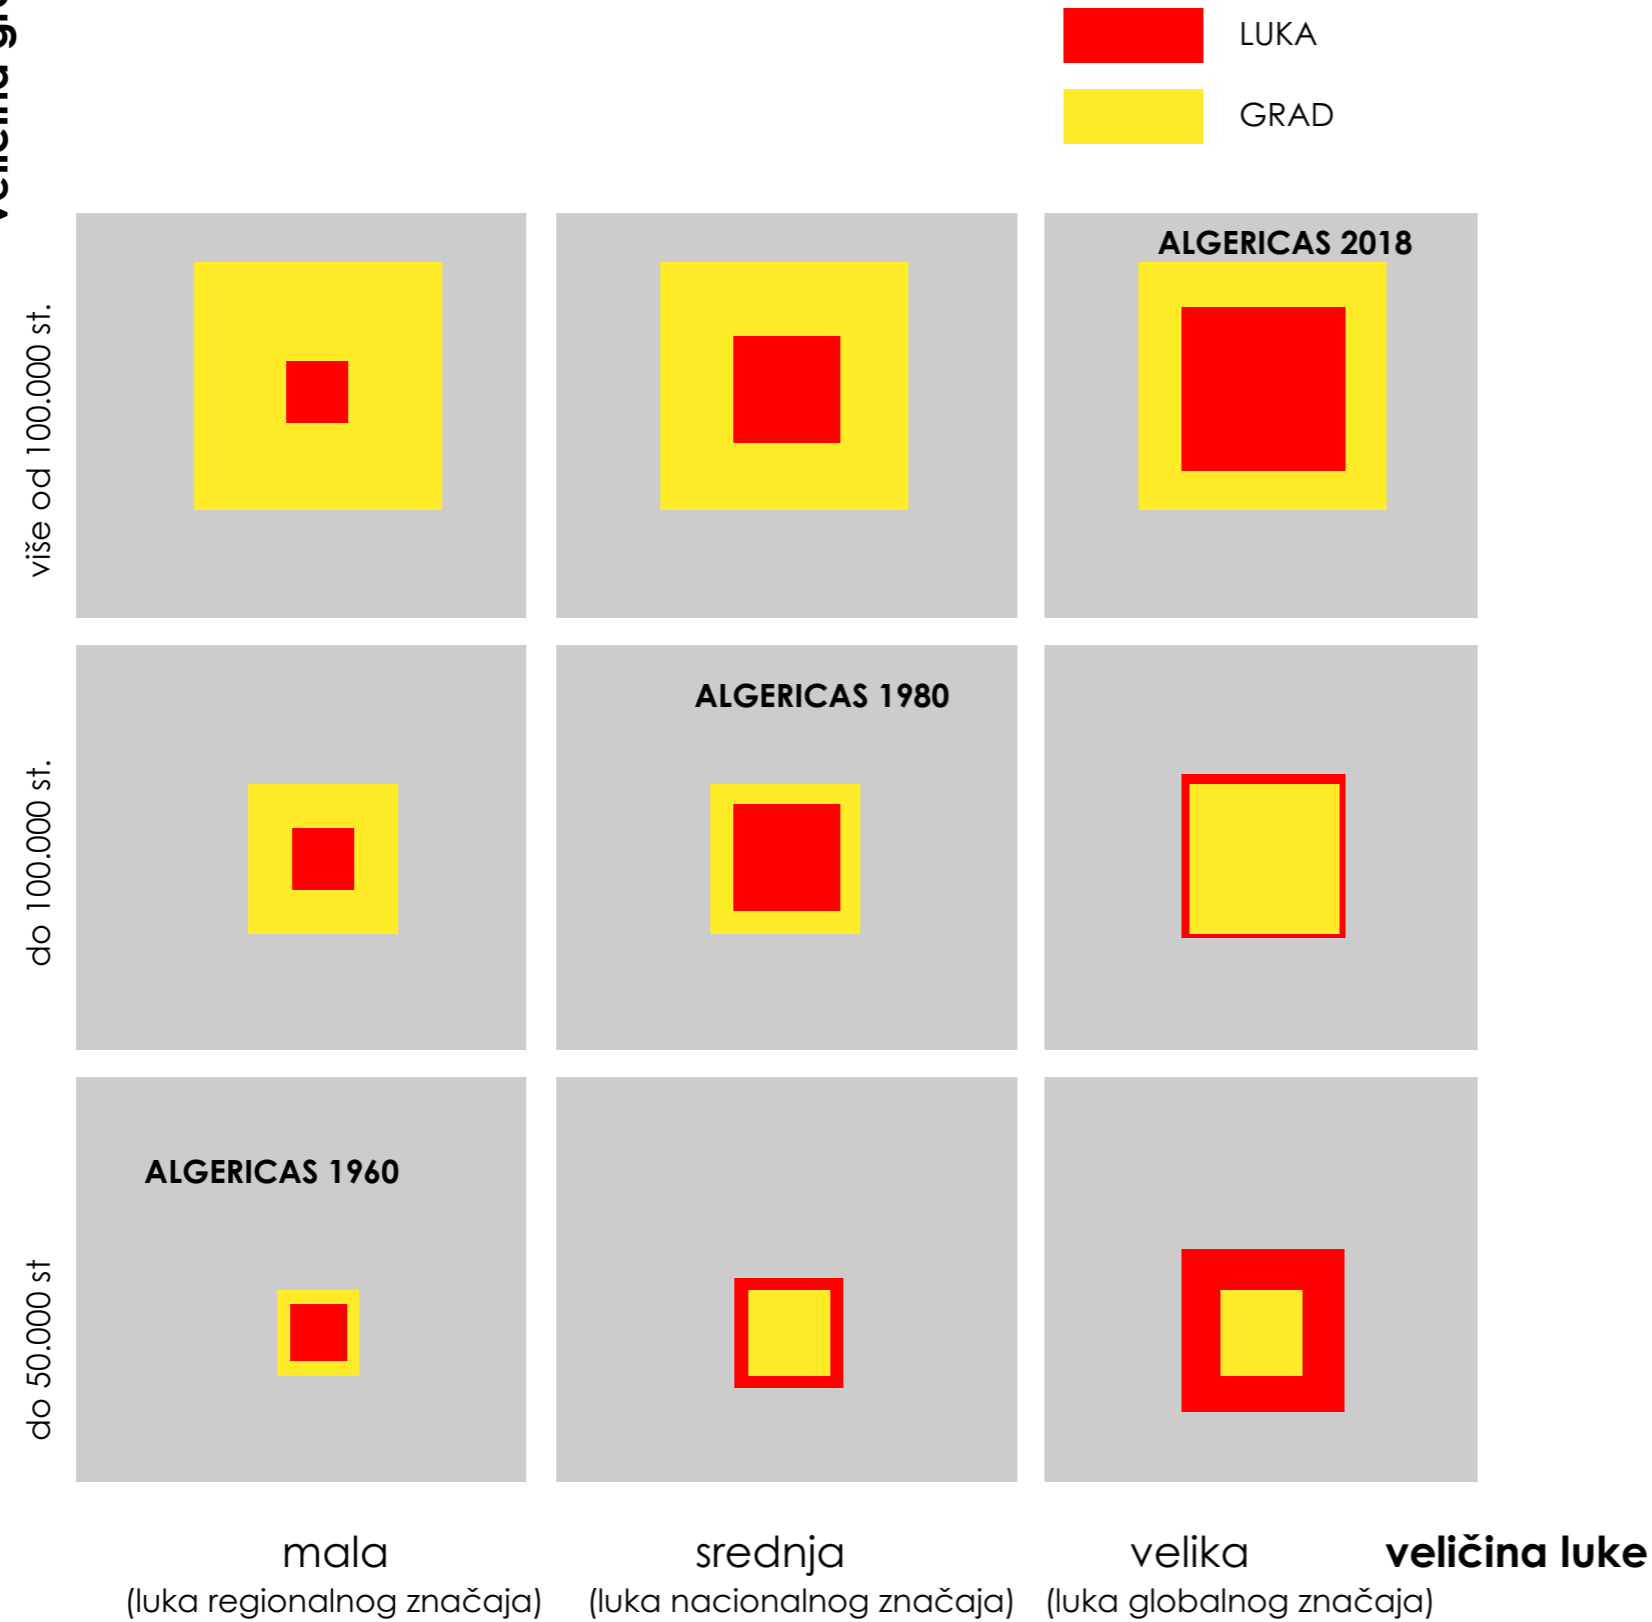 veličina
LUKA
GRAD
više od 100.000 st.
ALGERICAS 2018
do 100.000 st.
ALGERICAS 1980
do 50.000 st
ALGERICAS 1960
mala
(luka regionalnog značaja)
srednja
(luka nacionalnog značaja)
velika
(luka globalnog značaja)
veličina luke